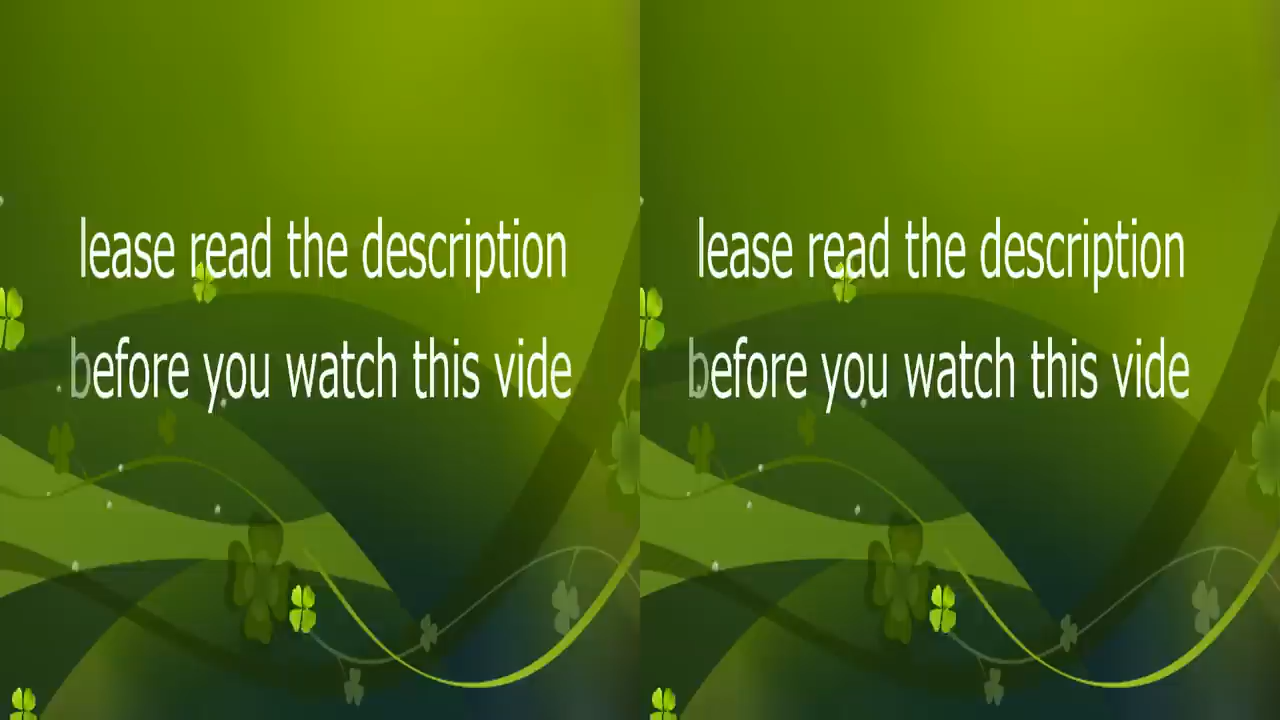 lease read the description lease read the description
before you watch this vide before you watch this vide